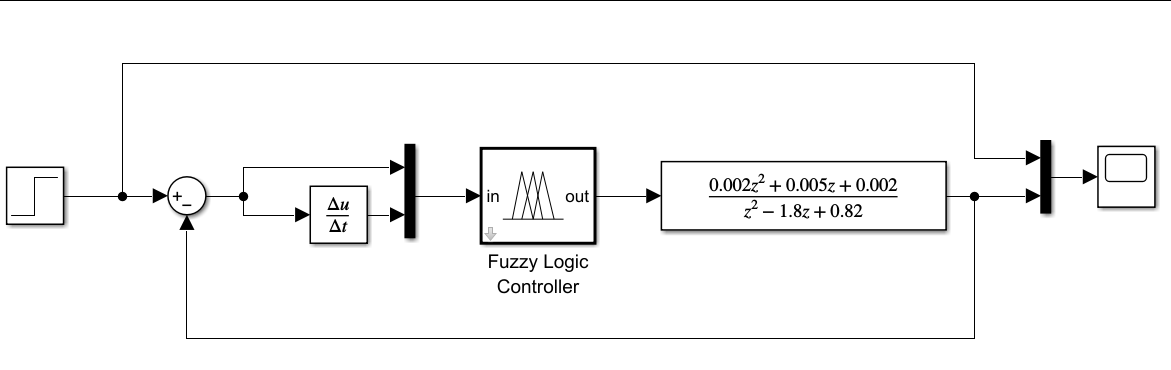 +
−
Δu
Δt
in
out
Fuzzy Logic
Controller
0.002z² + 0.005z + 0.002
z² − 1.8z + 0.82